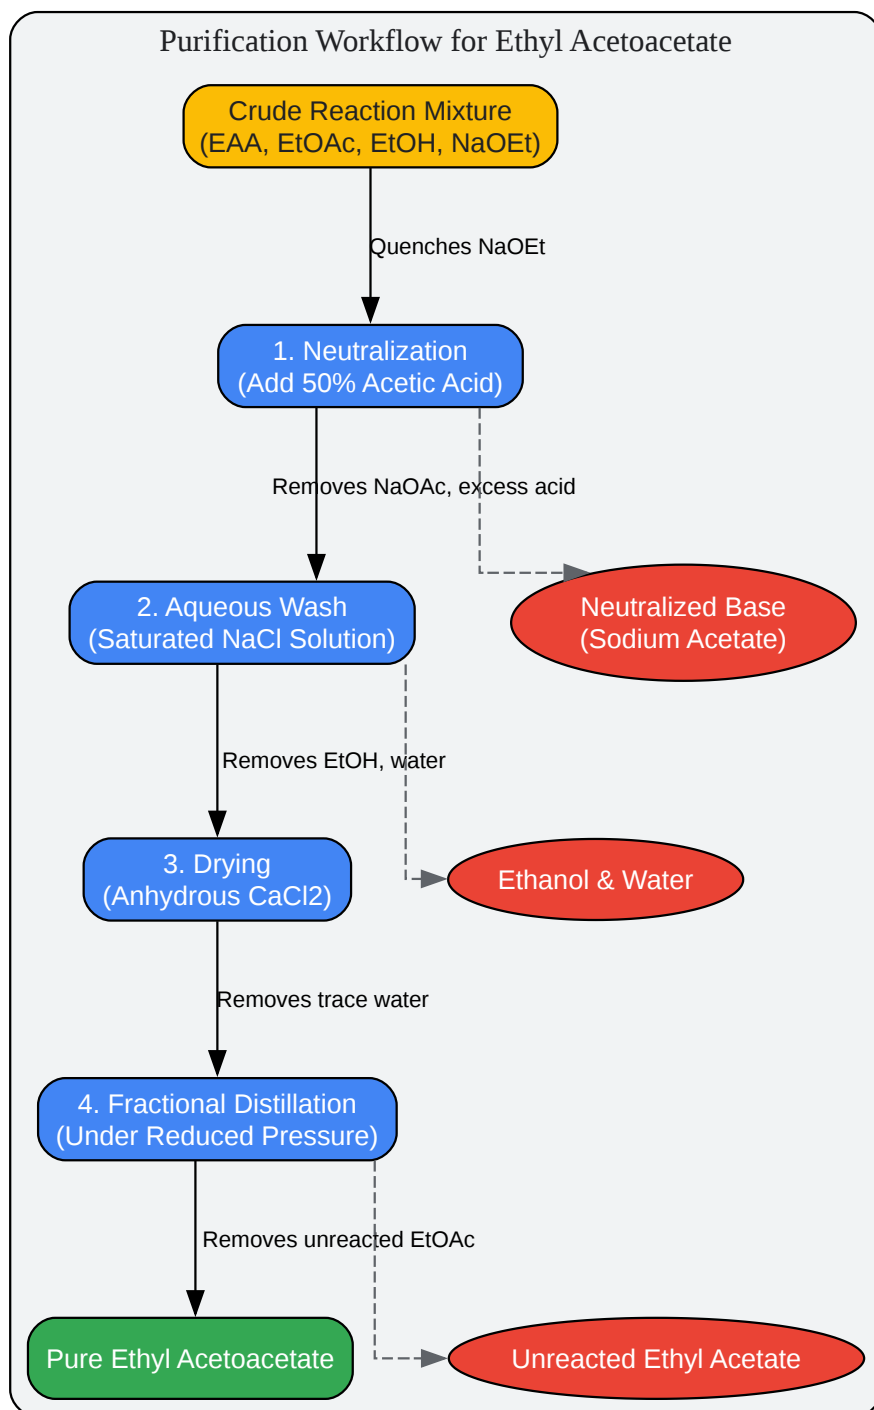 Purification Workflow for Ethyl Acetoacetate
Crude Reaction Mixture
(EAA, EtOAc, EtOH, NaOEt)
Quenches NaOEt
1. Neutralization
(Add 50% Acetic Acid)
Removes NaOAc, excess acid
2. Aqueous Wash
(Saturated NaCl Solution)
Neutralized Base
(Sodium Acetate)
Removes EtOH, water
3. Drying
(Anhydrous CaCl2)
Ethanol & Water
Removes trace water
4. Fractional Distillation
(Under Reduced Pressure)
Removes unreacted EtOAc
Pure Ethyl Acetoacetate
Unreacted Ethyl Acetate